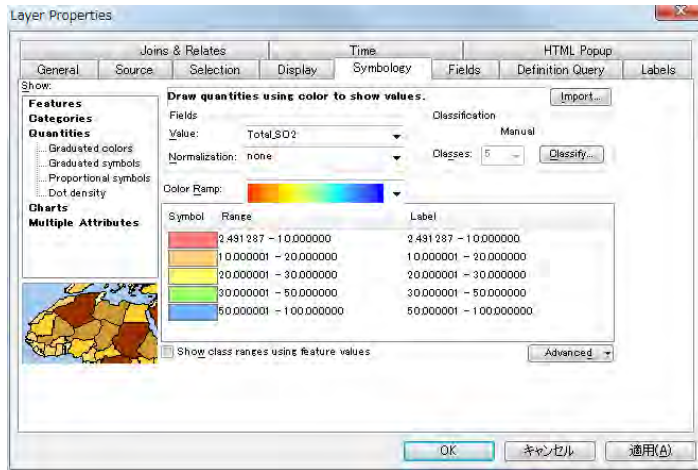 Layer Properties
Joins & Relates Time HTML Popup
General Source Selection Display Symbology Fields Definition Query Labels
Show:
Features
Categories
Quantities
Graduated colors
Graduated symbols
Proportional symbols
Dot density
Charts
Multiple Attributes
Draw quantities using color to show values.
Import...
Fields
Classification
Value: Total_SO2
Manual
Normalization: none
Classes: 5
Classify...
Color Ramp:
Symbol Range Label
2.491287 - 10.000000 2.491287 - 10.000000
10.000001 - 20.000000 10.000001 - 20.000000
20.000001 - 30.000000 20.000001 - 30.000000
30.000001 - 50.000000 30.000001 - 50.000000
50.000001 - 100.000000 50.000001 - 100.000000
Show class ranges using feature values
Advanced
OK キャンセル 適用(A)